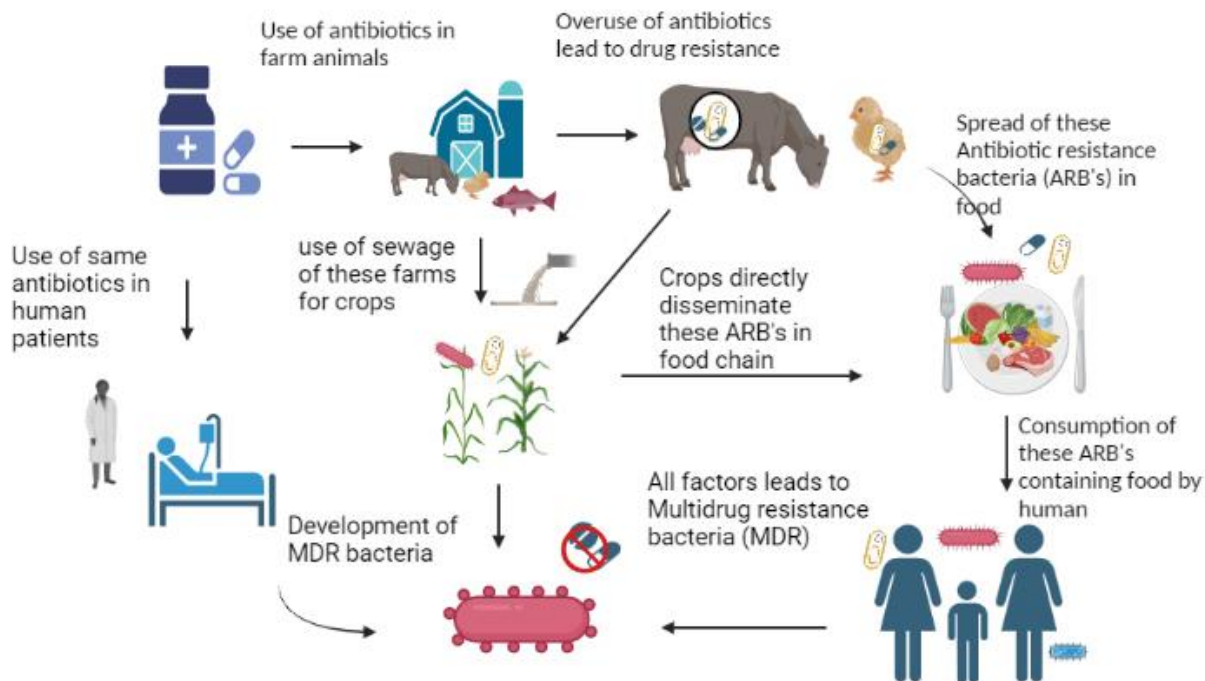 Use of antibiotics in
farm animals
Overuse of antibiotics
lead to drug resistance
Spread of these
Antibiotic resistance
bacteria (ARB's) in
food
Use of same
antibiotics in
human
patients
use of sewage
of these farms
for crops
Crops directly
disseminate
these ARB's in
food chain
Consumption of
these ARB's
containing food by
human
Development of
MDR bacteria
All factors leads to
Multidrug resistance
bacteria (MDR)